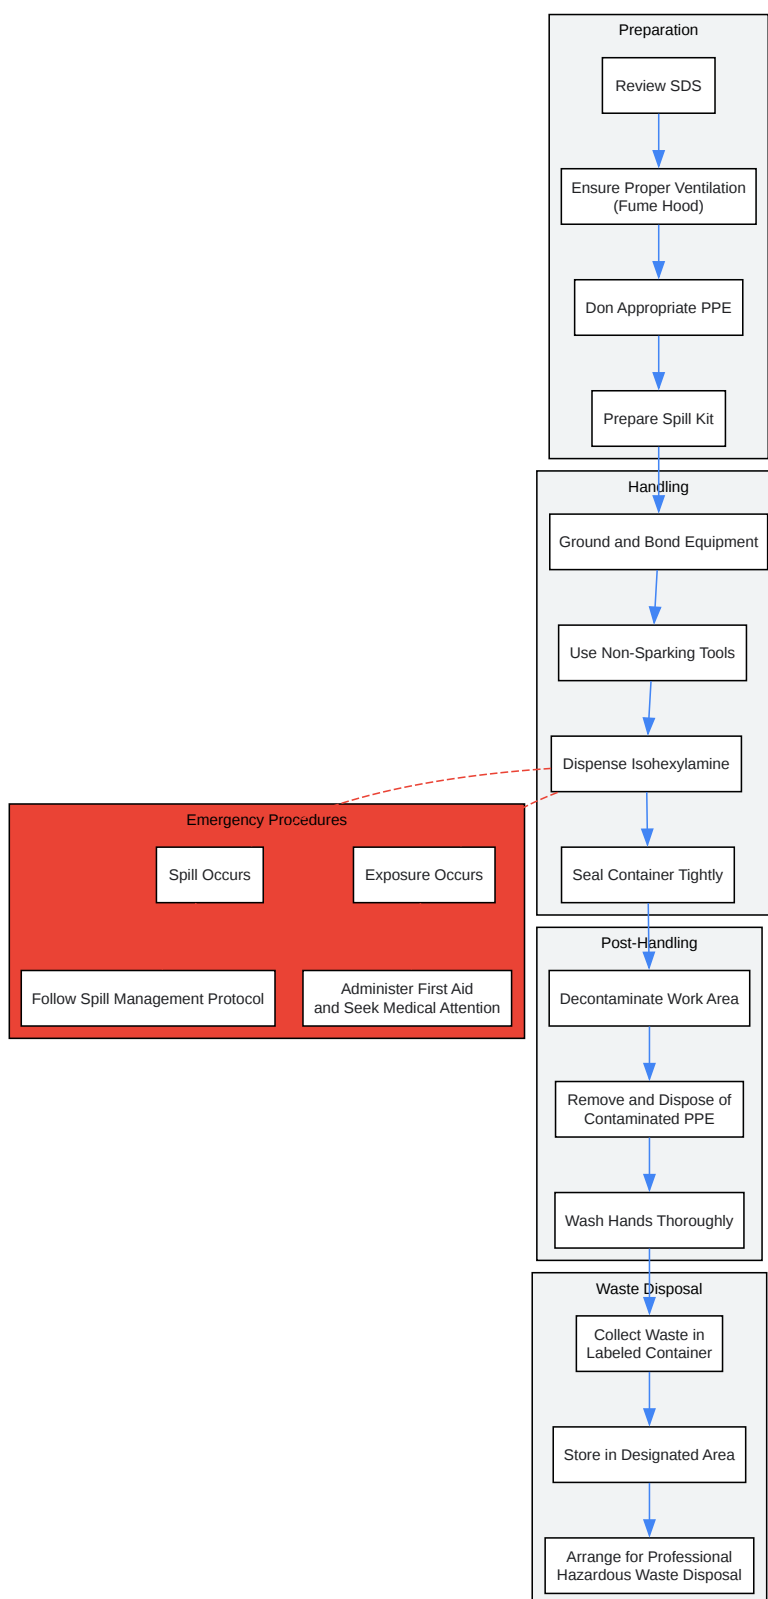 Preparation
Review SDS
Ensure Proper Ventilation
(Fume Hood)
Don Appropriate PPE
Prepare Spill Kit
Handling
Ground and Bond Equipment
Use Non-Sparking Tools
Dispense Isohexylamine
Seal Container Tightly
Emergency Procedures
Spill Occurs
Exposure Occurs
Follow Spill Management Protocol
Administer First Aid
and Seek Medical Attention
Post-Handling
Decontaminate Work Area
Remove and Dispose of
Contaminated PPE
Wash Hands Thoroughly
Waste Disposal
Collect Waste in
Labeled Container
Store in Designated Area
Arrange for Professional
Hazardous Waste Disposal